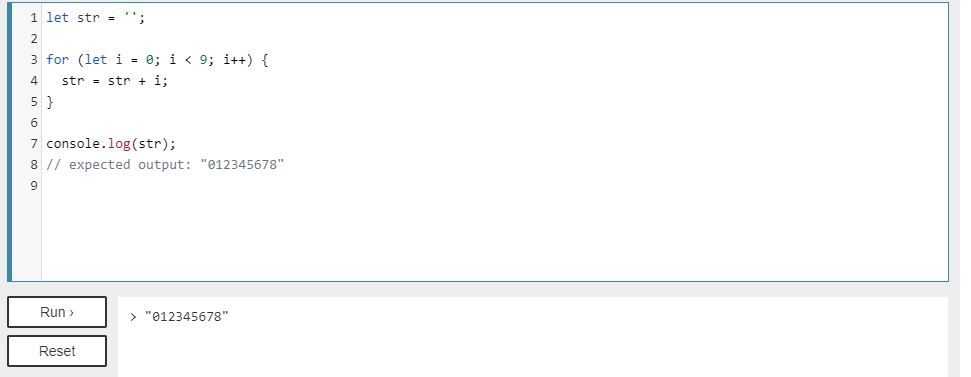 1 let str = '';
2
3 for (let i = 0; i < 9; i++) {
4   str = str + i;
5 }
6
7 console.log(str);
8 // expected output: "012345678"
9
Run ›
> "012345678"
Reset